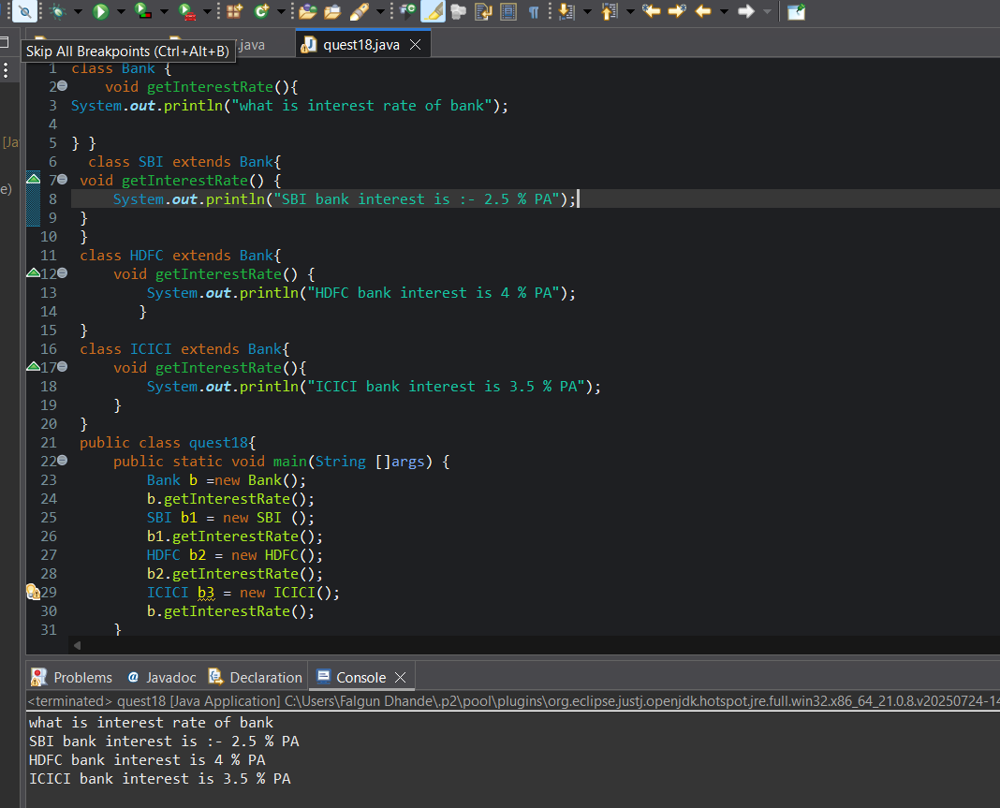 Skip All Breakpoints (Ctrl+Alt+B)
.java
quest18.java
[Ja
e)
1 class Bank {
2 void getInterestRate(){
3 System.out.println("what is interest rate of bank");
4
5 } }
6 class SBI extends Bank{
7 void getInterestRate() {
8 System.out.println("SBI bank interest is :- 2.5 % PA");
9 }
10 }
11 class HDFC extends Bank{
12 void getInterestRate() {
13 System.out.println("HDFC bank interest is 4 % PA");
14 }
15 }
16 class ICICI extends Bank{
17 void getInterestRate(){
18 System.out.println("ICICI bank interest is 3.5 % PA");
19 }
20 }
21 public class quest18{
22 public static void main(String []args) {
23 Bank b =new Bank();
24 b.getInterestRate();
25 SBI b1 = new SBI ();
26 b1.getInterestRate();
27 HDFC b2 = new HDFC();
28 b2.getInterestRate();
29 ICICI b3 = new ICICI();
30 b.getInterestRate();
31 }
Problems @ Javadoc Declaration Console
<terminated> quest18 [Java Application] C:\Users\Falgun Dhande\.p2\pool\plugins\org.eclipse.justj.openjdk.hotspot.jre.full.win32.x86_64_21.0.8.v20250724-14
what is interest rate of bank
SBI bank interest is :- 2.5 % PA
HDFC bank interest is 4 % PA
ICICI bank interest is 3.5 % PA